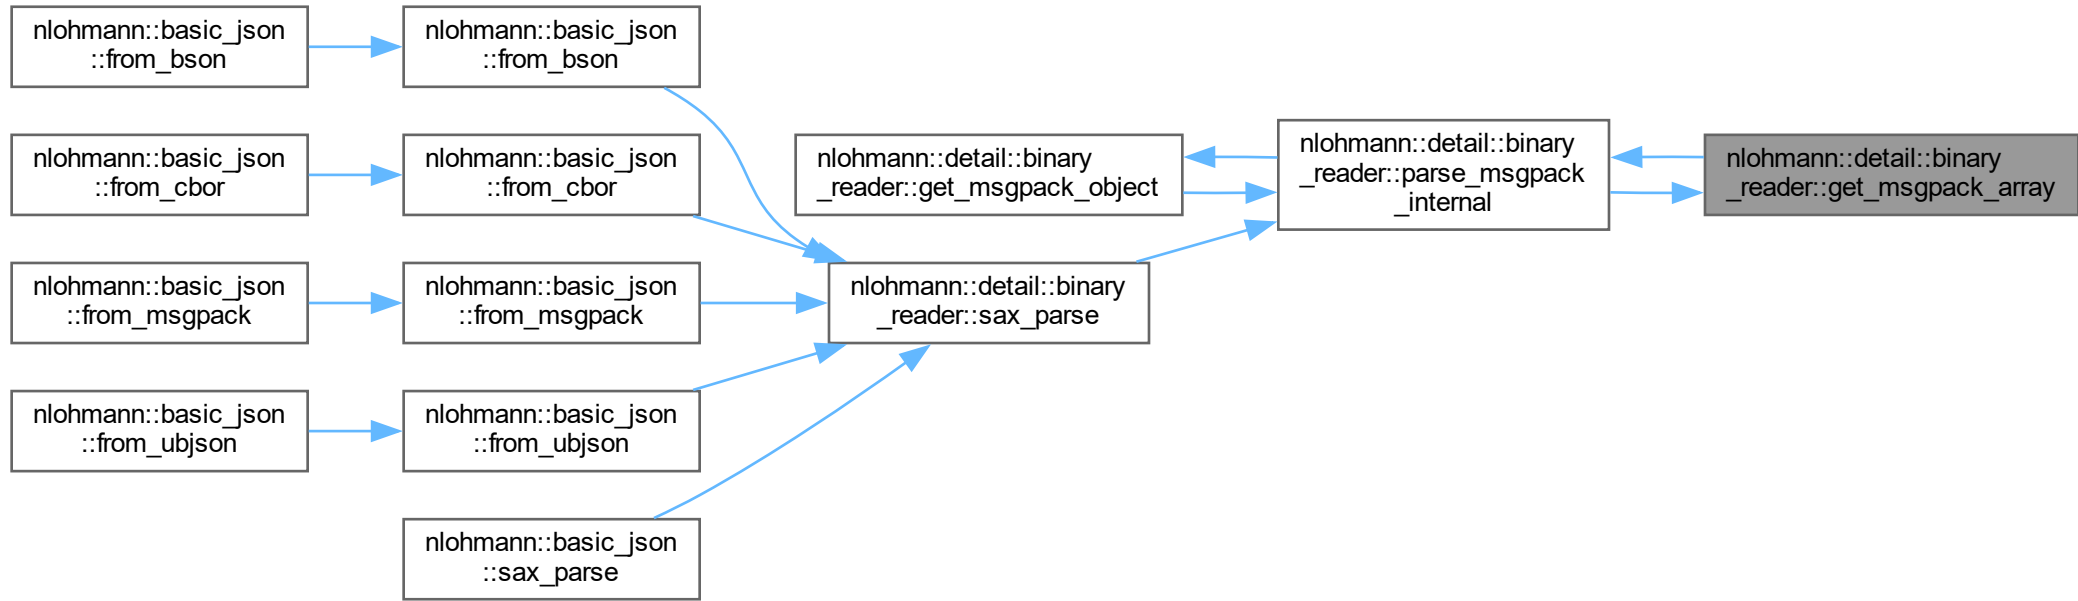 nlohmann::basic_json
::from_bson
nlohmann::basic_json
::from_bson
nlohmann::basic_json
::from_cbor
nlohmann::basic_json
::from_cbor
nlohmann::detail::binary
_reader::get_msgpack_object
nlohmann::detail::binary
_reader::parse_msgpack
_internal
nlohmann::detail::binary
_reader::get_msgpack_array
nlohmann::basic_json
::from_msgpack
nlohmann::basic_json
::from_msgpack
nlohmann::detail::binary
_reader::sax_parse
nlohmann::basic_json
::from_ubjson
nlohmann::basic_json
::from_ubjson
nlohmann::basic_json
::sax_parse